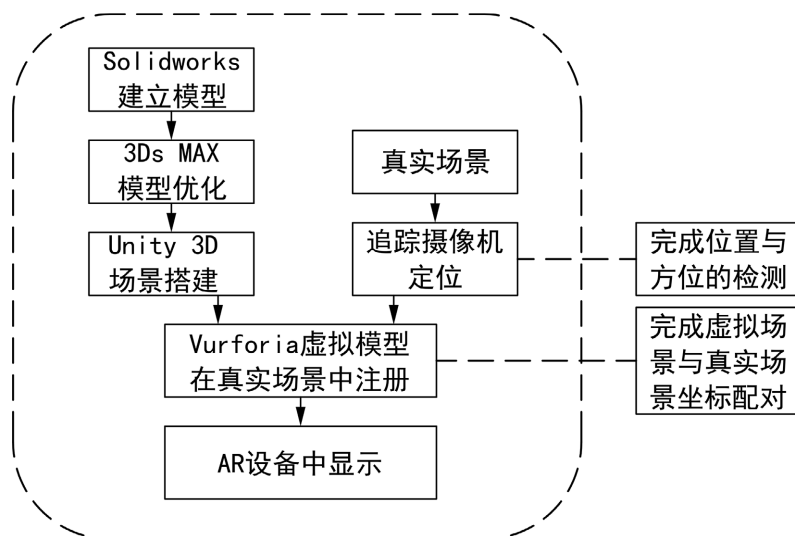 Solidworks
建立模型
3Ds MAX
模型优化
真实场景
Unity 3D
场景搭建
追踪摄像机
定位
完成位置与
方位的检测
Vurforia虚拟模型
在真实场景中注册
完成虚拟场
景与真实场
景坐标配对
AR设备中显示